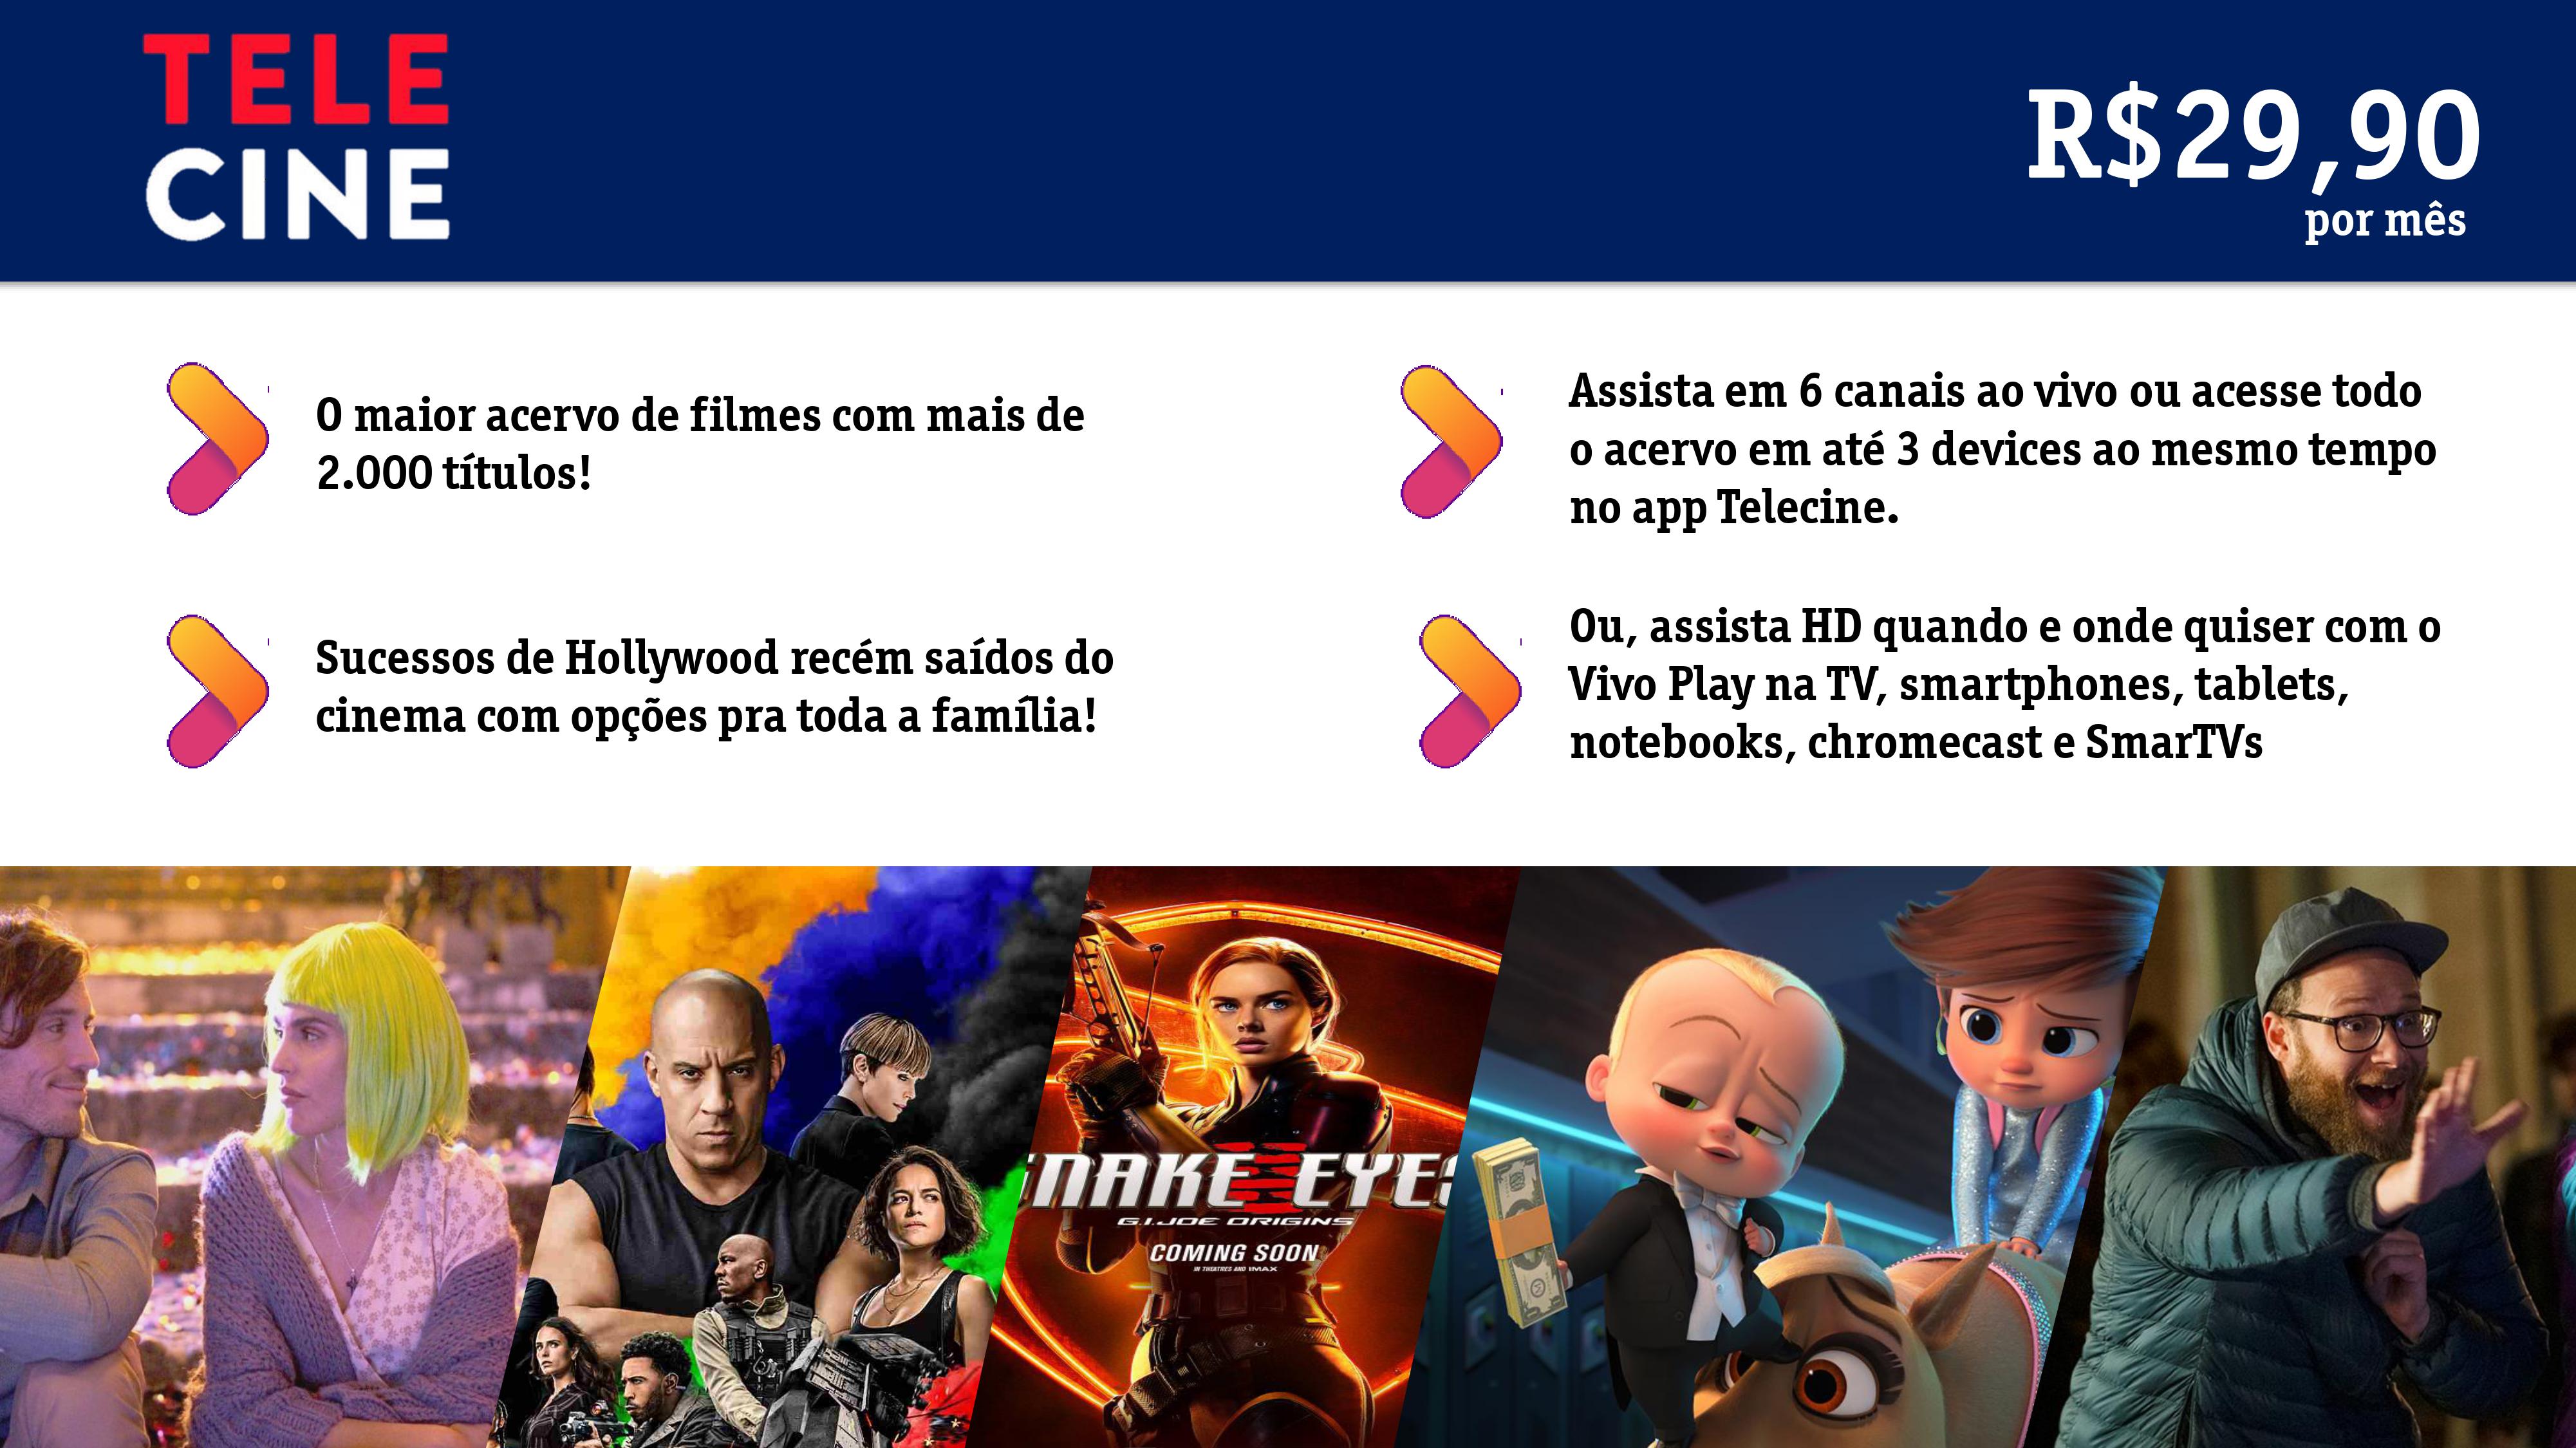 TELE
CINE
R$29,90
por mês
O maior acervo de filmes com mais de
2.000 títulos!
Assista em 6 canais ao vivo ou acesse todo
o acervo em até 3 devices ao mesmo tempo
no app Telecine.
Sucessos de Hollywood recém saídos do
cinema com opções pra toda a família!
Ou, assista HD quando e onde quiser com o
Vivo Play na TV, smartphones, tablets,
notebooks, chromecast e SmarTVs
SNAKE EYES
G.I.JOE ORIGINS
COMING SOON
IN THEATRES AND IMAX